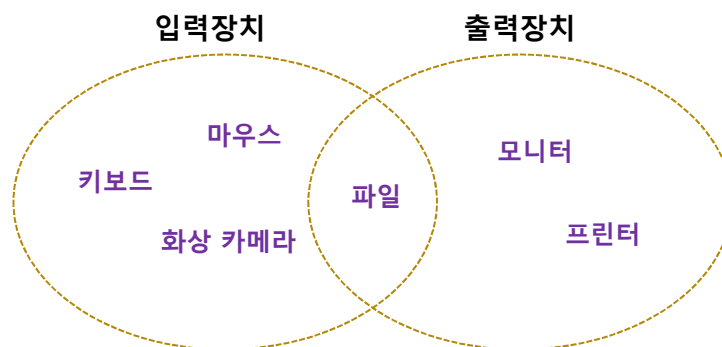 입력장치
출력장치
마우스
모니터
키보드
파일
프린터
화상 카메라